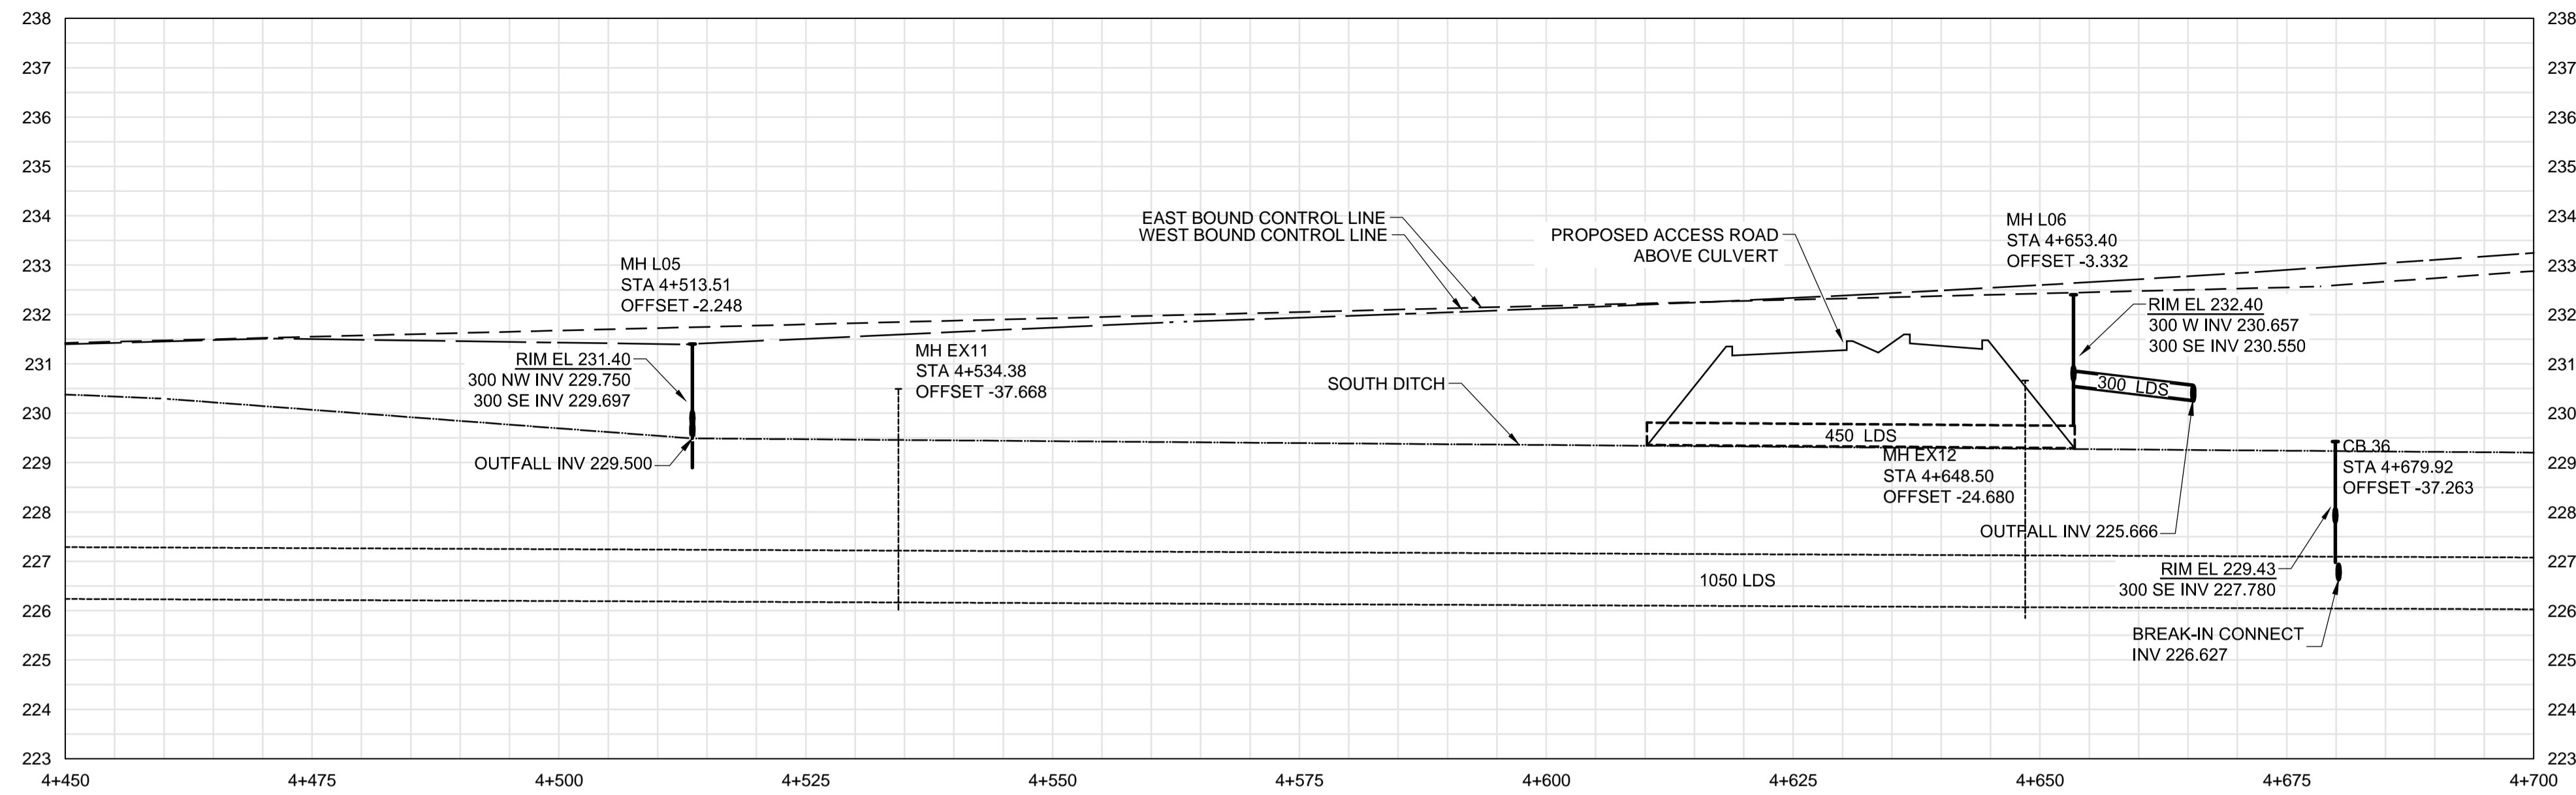 238
237
236
235
234
233
232
231
230
229
228
227
226
225
224
223
238
237
236
235
234
233
232
231
230
229
228
227
226
225
224
223
4+450
4+475
4+500
4+525
4+550
4+575
4+600
4+625
4+650
4+675
4+700
MH L05
STA 4+513.51
OFFSET -2.248
RIM EL 231.40
300 NW INV 229.750
300 SE INV 229.697
OUTFALL INV 229.500
MH EX11
STA 4+534.38
OFFSET -37.668
EAST BOUND CONTROL LINE
WEST BOUND CONTROL LINE
SOUTH DITCH
PROPOSED ACCESS ROAD
ABOVE CULVERT
450 LDS
MH EX12
STA 4+648.50
OFFSET -24.680
1050 LDS
MH L06
STA 4+653.40
OFFSET -3.332
RIM EL 232.40
300 W INV 230.657
300 SE INV 230.550
300 LDS
OUTFALL INV 225.666
CB 36
STA 4+679.92
OFFSET -37.263
RIM EL 229.43
300 SE INV 227.780
BREAK-IN CONNECT
INV 226.627